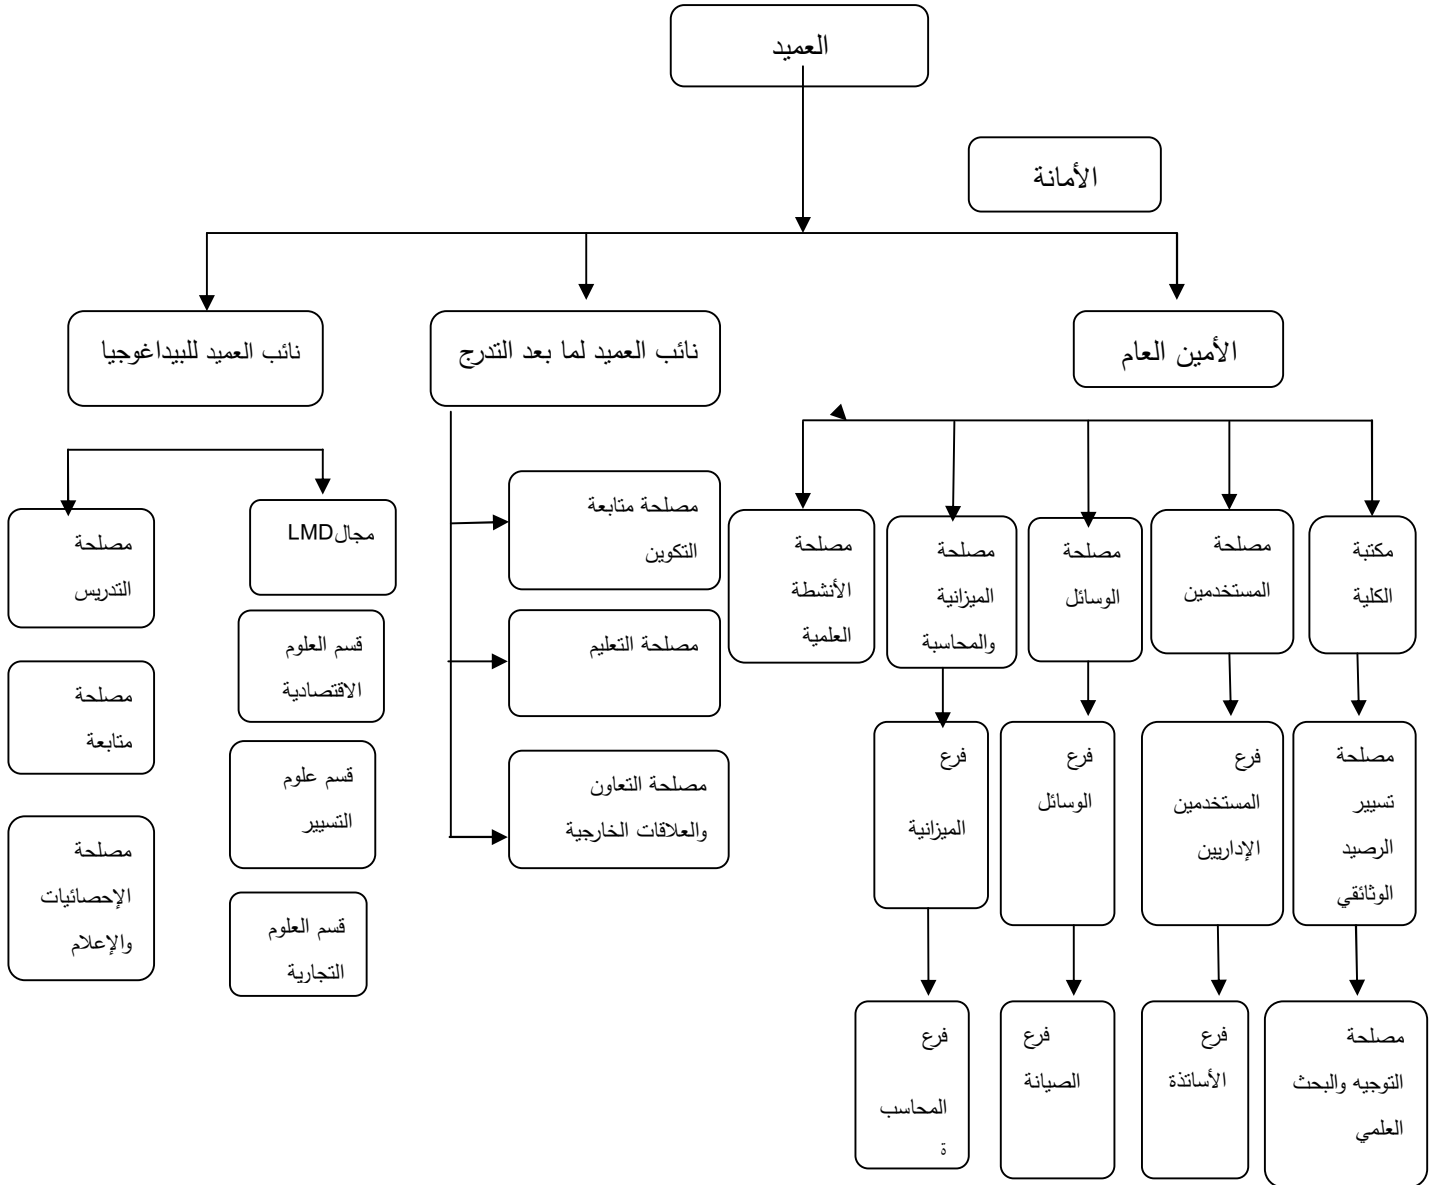 العميد
الأمانة
الأمين العام
نائب العميد لما بعد التدرج
نائب العميد للبيداغوجيا
مكتبة
الكلية
مصلحة
المستخدمين
مصلحة
الوسائل
مصلحة
الميزانية
والمحاسبة
مصلحة
الأنشطة
العلمية
مصلحة
تسيير
الرصيد
الوثائقي
فرع
المستخدمين
الإداريين
فرع
الوسائل
فرع
الميزانية
مصلحة
التوجيه والبحث
العلمي
فرع
الأساتذة
فرع
الصيانة
فرع
المحاسب
ة
مصلحة متابعة
التكوين
مصلحة التعليم
مصلحة التعاون
والعلاقات الخارجية
مجالLMD
قسم العلوم
الاقتصادية
قسم علوم
التسيير
قسم العلوم
التجارية
مصلحة
التدريس
مصلحة
متابعة
مصلحة
الإحصائيات
والإعلام